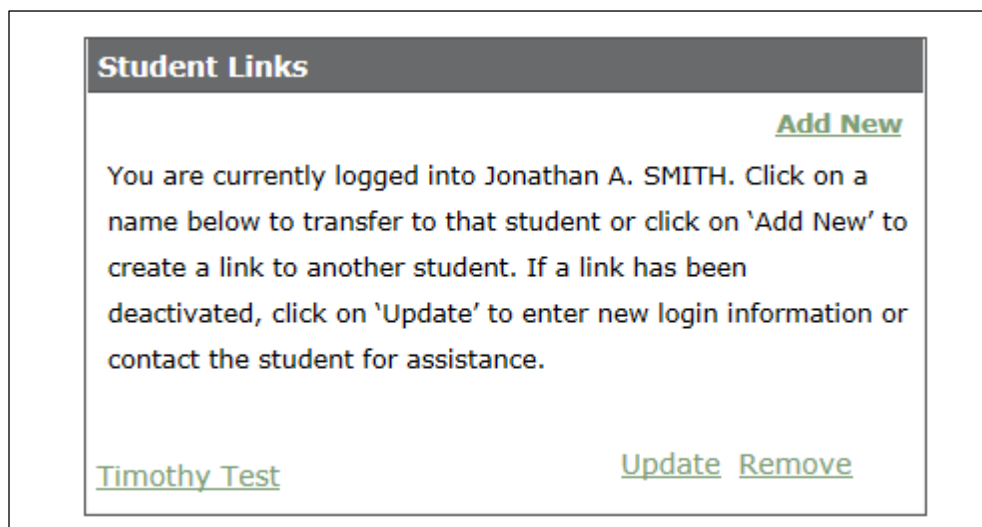 Student Links
Add New
You are currently logged into Jonathan A. SMITH. Click on a
name below to transfer to that student or click on ‘Add New’ to
create a link to another student. If a link has been
deactivated, click on ‘Update’ to enter new login information or
contact the student for assistance.
Timothy Test Update Remove